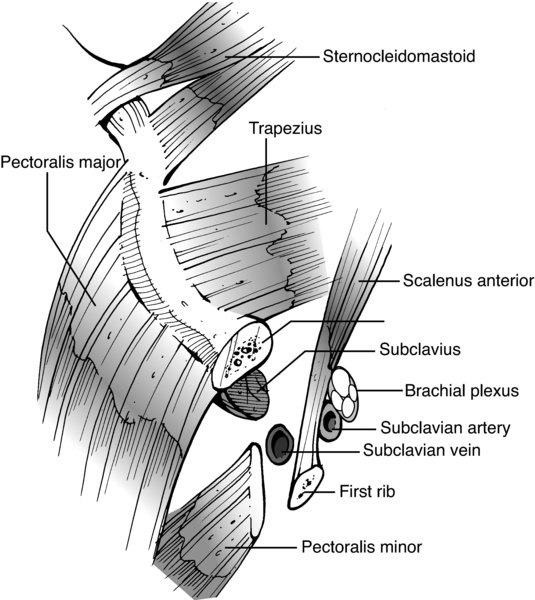 Sternocleidomastoid
Trapezius
Pectoralis major
Scalenus anterior
Subclavius
Brachial plexus
Subclavian artery
Subclavian vein
First rib
Pectoralis minor